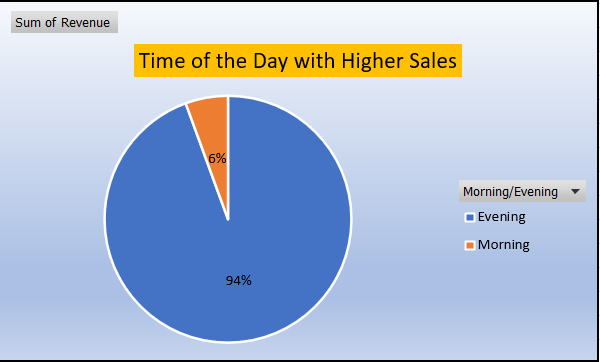 Sum of Revenue
Time of the Day with Higher Sales
6%
94%
Morning/Evening
Evening
Morning